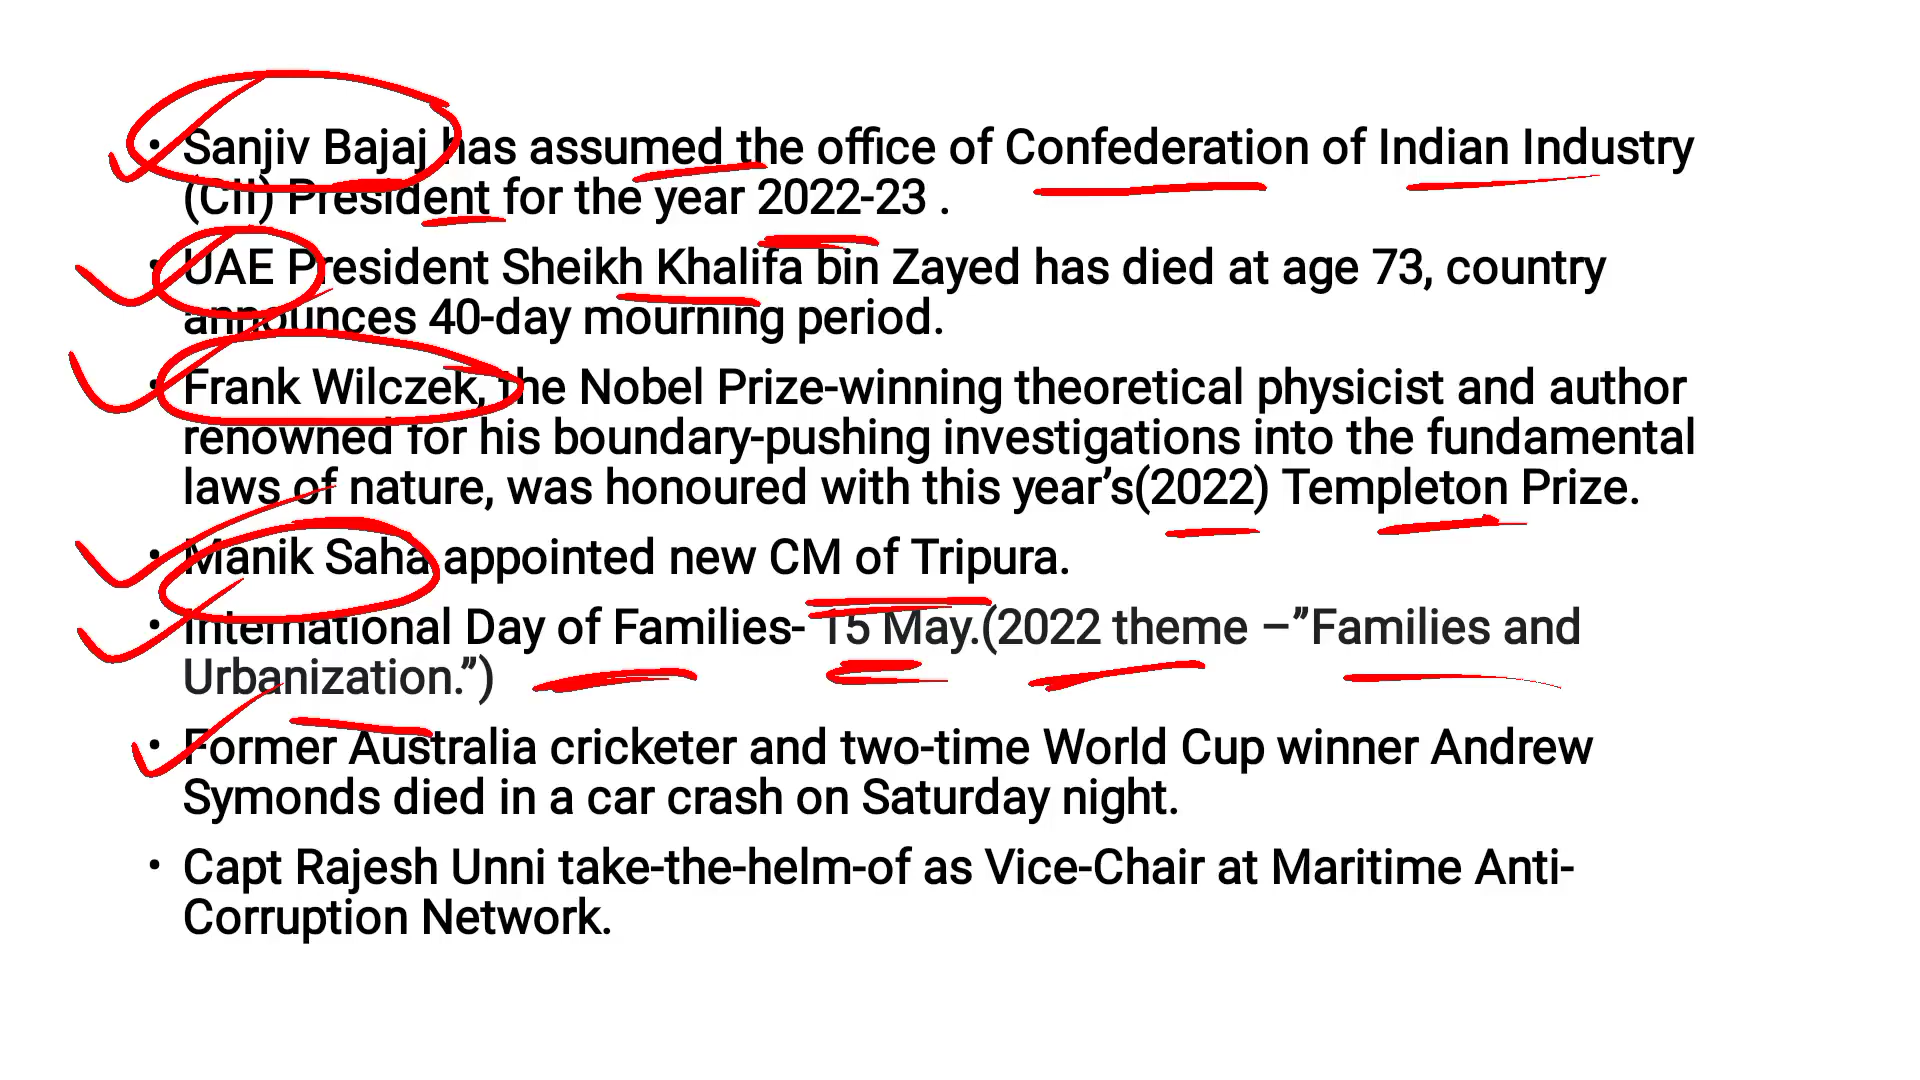 • Sanjiv Bajaj has assumed the office of Confederation of Indian Industry
(CII) President for the year 2022-23 .
• UAE President Sheikh Khalifa bin Zayed has died at age 73, country
announces 40-day mourning period.
• Frank Wilczek, the Nobel Prize-winning theoretical physicist and author
renowned for his boundary-pushing investigations into the fundamental
laws of nature, was honoured with this year’s(2022) Templeton Prize.
• Manik Saha appointed new CM of Tripura.
• International Day of Families- 15 May.(2022 theme –”Families and
Urbanization.”)
• Former Australia cricketer and two-time World Cup winner Andrew
Symonds died in a car crash on Saturday night.
• Capt Rajesh Unni take-the-helm-of as Vice-Chair at Maritime Anti-
Corruption Network.